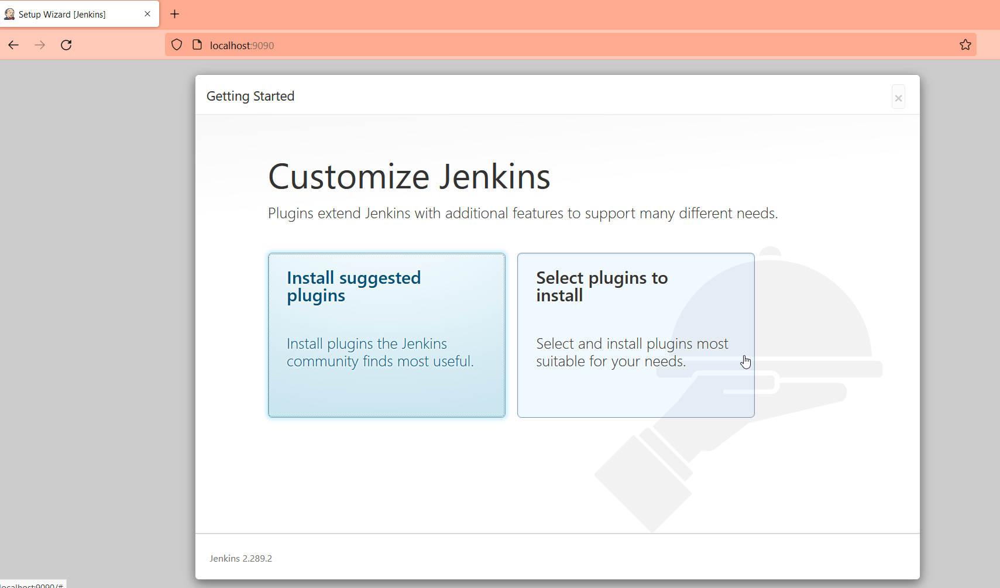 Setup Wizard [Jenkins]
localhost:9090
Getting Started
Customize Jenkins
Plugins extend Jenkins with additional features to support many different needs.
Install suggested
plugins
Install plugins the Jenkins
community finds most useful.
Select plugins to
install
Select and install plugins most
suitable for your needs.
Jenkins 2.289.2
localhost:9090/#